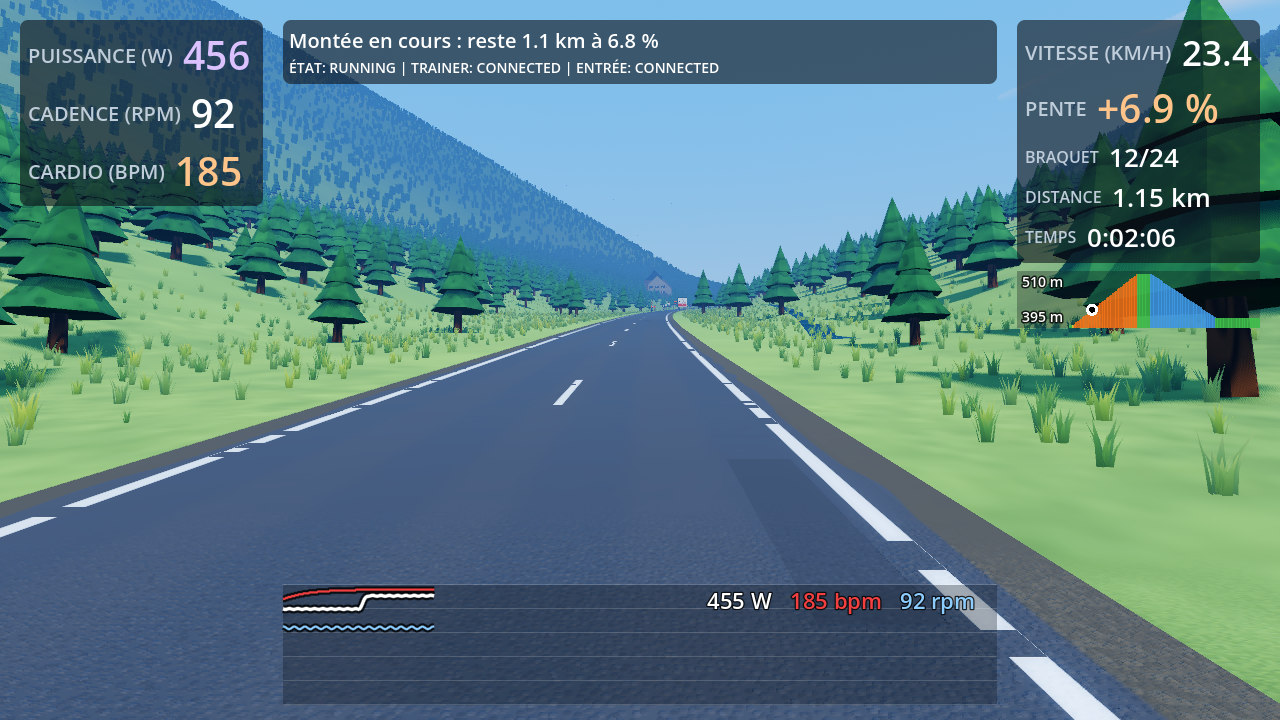 PUISSANCE (W) 456
CADENCE (RPM) 92
CARDIO (BPM) 185
Montée en cours : reste 1.1 km à 6.8 %
ÉTAT: RUNNING | TRAINER: CONNECTED | ENTRÉE: CONNECTED
VITESSE (KM/H) 23.4
PENTE +6.9 %
BRAQUET 12/24
DISTANCE 1.15 km
TEMPS 0:02:06
510 m
395 m
455 W 185 bpm 92 rpm